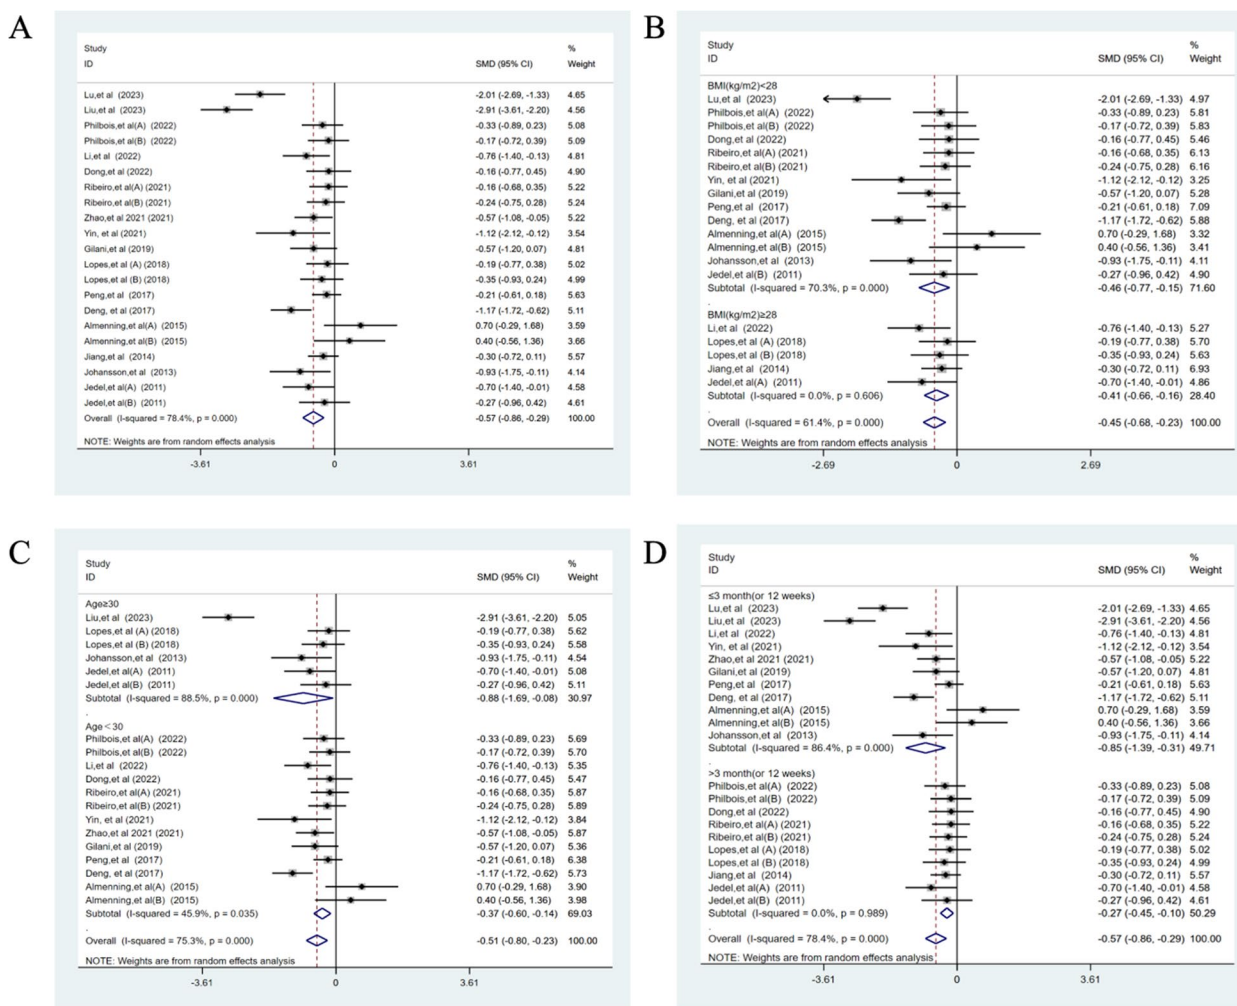 A
Study %
ID SMD (95% CI) Weight
Lu,et al (2023) -2.01 (-2.69, -1.33) 4.65
Liu,et al (2023) -2.91 (-3.61, -2.20) 4.56
Philbois,et al(A) (2022) -0.33 (-0.89, 0.23) 5.08
Philbois,et al(B) (2022) -0.17 (-0.72, 0.39) 5.09
Li,et al (2022) -0.76 (-1.40, -0.13) 4.81
Dong,et al (2022) -0.16 (-0.77, 0.45) 4.90
Ribeiro,et al(A) (2021) -0.16 (-0.68, 0.35) 5.22
Ribeiro,et al(B) (2021) -0.24 (-0.75, 0.28) 5.24
Zhao,et al 2021 (2021) -0.57 (-1.08, -0.05) 5.22
Yin, et al (2021) -1.12 (-2.12, -0.12) 3.54
Gilani,et al (2019) -0.57 (-1.20, 0.07) 4.81
Lopes,et al (A) (2018) -0.19 (-0.77, 0.38) 5.02
Lopes,et al (B) (2018) -0.35 (-0.93, 0.24) 4.99
Peng,et al (2017) -0.21 (-0.61, 0.18) 5.63
Deng, et al (2017) -1.17 (-1.72, -0.62) 5.11
Almenning,et al(A) (2015) 0.70 (-0.29, 1.68) 3.59
Almenning,et al(B) (2015) 0.40 (-0.56, 1.36) 3.66
Jiang,et al (2014) -0.30 (-0.72, 0.11) 5.57
Johansson,et al (2013) -0.93 (-1.75, -0.11) 4.14
Jedel,et al(A) (2011) -0.70 (-1.40, -0.01) 4.58
Jedel,et al(B) (2011) -0.27 (-0.96, 0.42) 4.61
Overall (I-squared = 78.4%, p = 0.000) -0.57 (-0.86, -0.29) 100.00
NOTE: Weights are from random effects analysis
-3.61 0 3.61
B
Study %
ID SMD (95% CI) Weight
BMI(kg/m2)<28
Lu,et al (2023) -2.01 (-2.69, -1.33) 4.97
Philbois,et al(A) (2022) -0.33 (-0.89, 0.23) 5.81
Philbois,et al(B) (2022) -0.17 (-0.72, 0.39) 5.83
Dong,et al (2022) -0.16 (-0.77, 0.45) 5.46
Ribeiro,et al(A) (2021) -0.16 (-0.68, 0.35) 6.13
Ribeiro,et al(B) (2021) -0.24 (-0.75, 0.28) 6.16
Yin, et al (2021) -1.12 (-2.12, -0.12) 3.25
Gilani,et al (2019) -0.57 (-1.20, 0.07) 5.28
Peng,et al (2017) -0.21 (-0.61, 0.18) 7.09
Deng, et al (2017) -1.17 (-1.72, -0.62) 5.88
Almenning,et al(A) (2015) 0.70 (-0.29, 1.68) 3.32
Almenning,et al(B) (2015) 0.40 (-0.56, 1.36) 3.41
Johansson,et al (2013) -0.93 (-1.75, -0.11) 4.11
Jedel,et al(B) (2011) -0.27 (-0.96, 0.42) 4.90
Subtotal (I-squared = 70.3%, p = 0.000) -0.46 (-0.77, -0.15) 71.60
.
BMI(kg/m2)≥28
Li,et al (2022) -0.76 (-1.40, -0.13) 5.27
Lopes,et al (A) (2018) -0.19 (-0.77, 0.38) 5.70
Lopes,et al (B) (2018) -0.35 (-0.93, 0.24) 5.63
Jiang,et al (2014) -0.30 (-0.72, 0.11) 6.93
Jedel,et al(A) (2011) -0.70 (-1.40, -0.01) 4.86
Subtotal (I-squared = 0.0%, p = 0.606) -0.41 (-0.66, -0.16) 28.40
.
Overall (I-squared = 61.4%, p = 0.000) -0.45 (-0.68, -0.23) 100.00
NOTE: Weights are from random effects analysis
-2.69 0 2.69
C
Study %
ID SMD (95% CI) Weight
Age≥30
Liu,et al (2023) -2.91 (-3.61, -2.20) 5.05
Lopes,et al (A) (2018) -0.19 (-0.77, 0.38) 5.62
Lopes,et al (B) (2018) -0.35 (-0.93, 0.24) 5.58
Johansson,et al (2013) -0.93 (-1.75, -0.11) 4.54
Jedel,et al(A) (2011) -0.70 (-1.40, -0.01) 5.08
Jedel,et al(B) (2011) -0.27 (-0.96, 0.42) 5.11
Subtotal (I-squared = 88.5%, p = 0.000) -0.88 (-1.69, -0.08) 30.97
.
Age＜30
Philbois,et al(A) (2022) -0.33 (-0.89, 0.23) 5.69
Philbois,et al(B) (2022) -0.17 (-0.72, 0.39) 5.70
Li,et al (2022) -0.76 (-1.40, -0.13) 5.35
Dong,et al (2022) -0.16 (-0.77, 0.45) 5.47
Ribeiro,et al(A) (2021) -0.16 (-0.68, 0.35) 5.87
Ribeiro,et al(B) (2021) -0.24 (-0.75, 0.28) 5.89
Yin, et al (2021) -1.12 (-2.12, -0.12) 3.84
Zhao,et al 2021 (2021) -0.57 (-1.08, -0.05) 5.87
Gilani,et al (2019) -0.57 (-1.20, 0.07) 5.36
Peng,et al (2017) -0.21 (-0.61, 0.18) 6.38
Deng, et al (2017) -1.17 (-1.72, -0.62) 5.73
Almenning,et al(A) (2015) 0.70 (-0.29, 1.68) 3.90
Almenning,et al(B) (2015) 0.40 (-0.56, 1.36) 3.98
Subtotal (I-squared = 45.9%, p = 0.035) -0.37 (-0.60, -0.14) 69.03
.
Overall (I-squared = 75.3%, p = 0.000) -0.51 (-0.80, -0.23) 100.00
NOTE: Weights are from random effects analysis
-3.61 0 3.61
D
Study %
ID SMD (95% CI) Weight
≤3 month(or 12 weeks)
Lu,et al (2023) -2.01 (-2.69, -1.33) 4.65
Liu,et al (2023) -2.91 (-3.61, -2.20) 4.56
Li,et al (2022) -0.76 (-1.40, -0.13) 4.81
Yin, et al (2021) -1.12 (-2.12, -0.12) 3.54
Zhao,et al 2021 (2021) -0.57 (-1.08, -0.05) 5.22
Gilani,et al (2019) -0.57 (-1.20, 0.07) 4.81
Peng,et al (2017) -0.21 (-0.61, 0.18) 5.63
Deng, et al (2017) -1.17 (-1.72, -0.62) 5.11
Almenning,et al(A) (2015) 0.70 (-0.29, 1.68) 3.59
Almenning,et al(B) (2015) 0.40 (-0.56, 1.36) 3.66
Johansson,et al (2013) -0.93 (-1.75, -0.11) 4.14
Subtotal (I-squared = 86.4%, p = 0.000) -0.85 (-1.39, -0.31) 49.71
.
>3 month(or 12 weeks)
Philbois,et al(A) (2022) -0.33 (-0.89, 0.23) 5.08
Philbois,et al(B) (2022) -0.17 (-0.72, 0.39) 5.09
Dong,et al (2022) -0.16 (-0.77, 0.45) 4.90
Ribeiro,et al(A) (2021) -0.16 (-0.68, 0.35) 5.22
Ribeiro,et al(B) (2021) -0.24 (-0.75, 0.28) 5.24
Lopes,et al (A) (2018) -0.19 (-0.77, 0.38) 5.02
Lopes,et al (B) (2018) -0.35 (-0.93, 0.24) 4.99
Jiang,et al (2014) -0.30 (-0.72, 0.11) 5.57
Jedel,et al(A) (2011) -0.70 (-1.40, -0.01) 4.58
Jedel,et al(B) (2011) -0.27 (-0.96, 0.42) 4.61
Subtotal (I-squared = 0.0%, p = 0.989) -0.27 (-0.45, -0.10) 50.29
.
Overall (I-squared = 78.4%, p = 0.000) -0.57 (-0.86, -0.29) 100.00
NOTE: Weights are from random effects analysis
-3.61 0 3.61